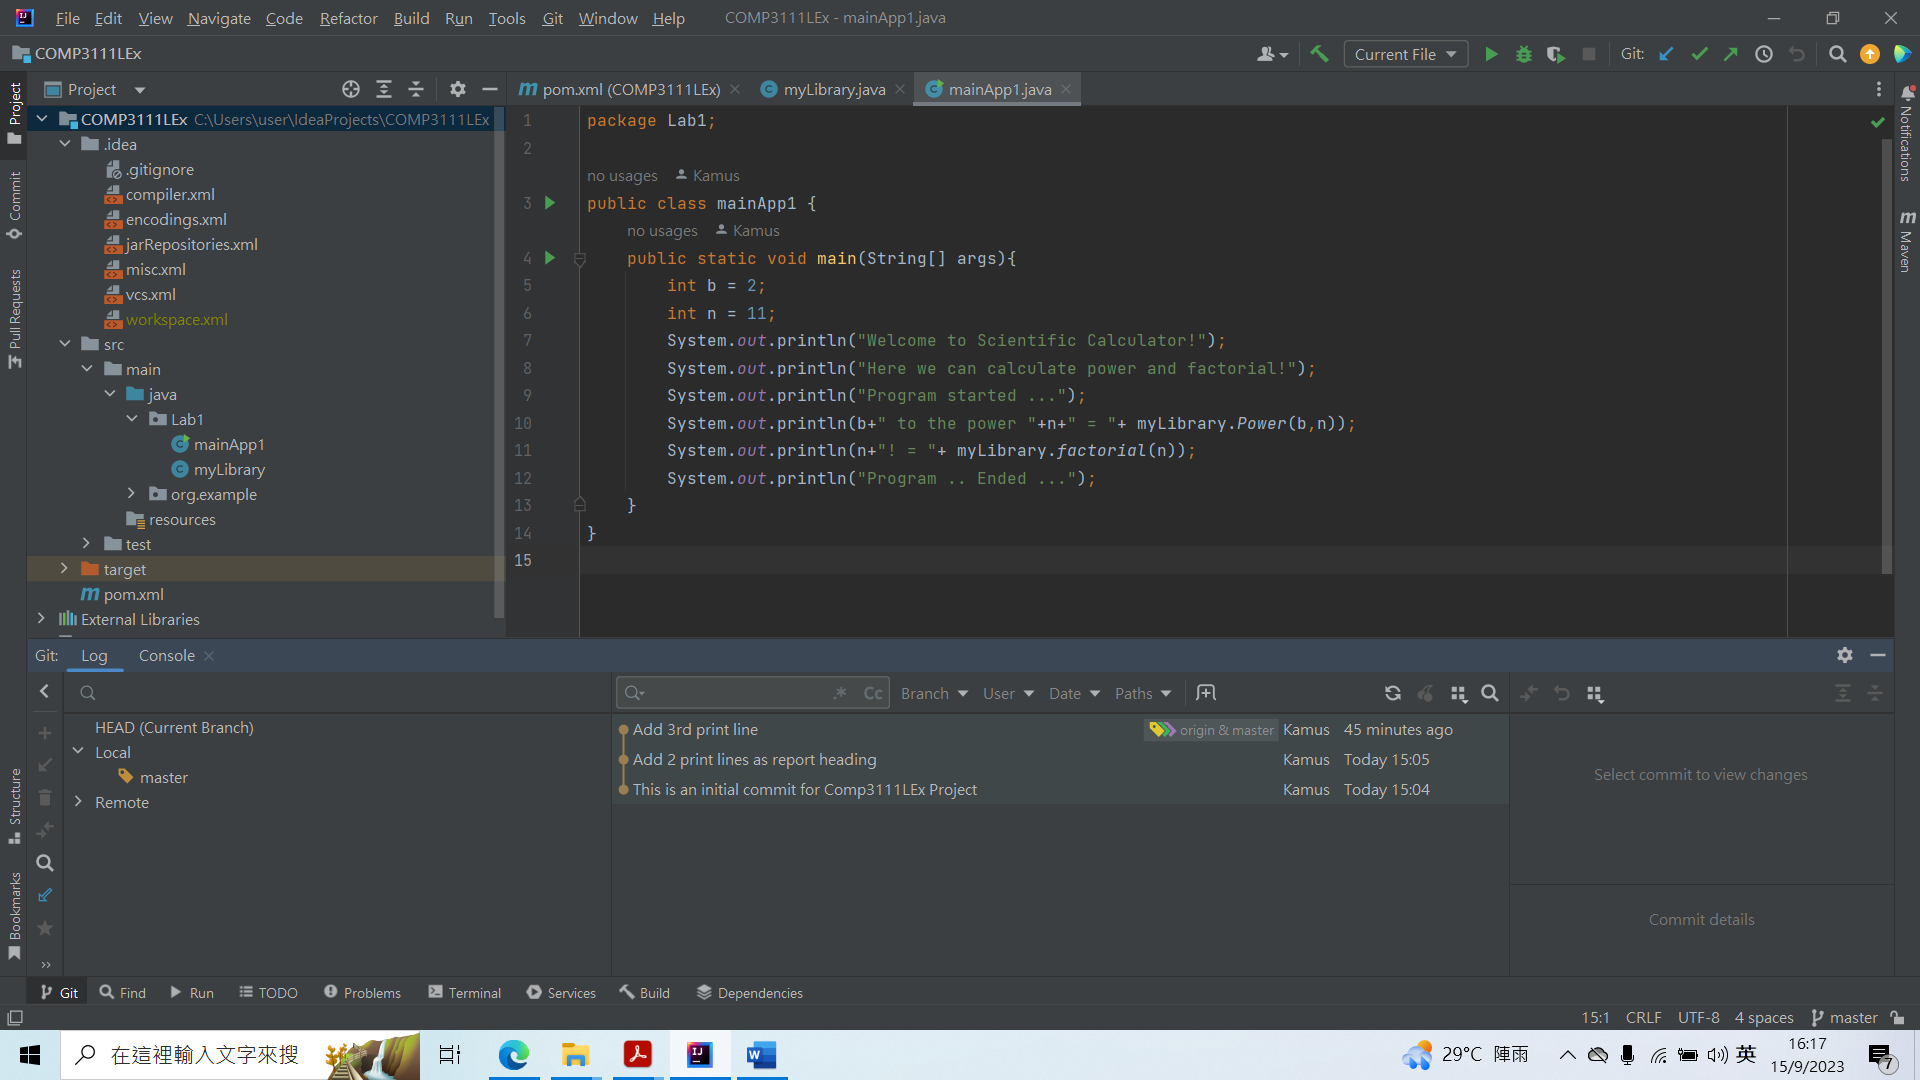 File Edit View Navigate Code Refactor Build Run Tools Git Window Help COMP3111LEx - mainApp1.java
COMP3111LEx Current File Git:
Project pom.xml (COMP3111LEx) myLibrary.java mainApp1.java
Project
Commit
Pull Requests
Structure
Bookmarks
COMP3111LEx C:\Users\user\IdeaProjects\COMP3111LEx
.idea
.gitignore
compiler.xml
encodings.xml
jarRepositories.xml
misc.xml
vcs.xml
workspace.xml
src
main
java
Lab1
mainApp1
myLibrary
org.example
resources
test
target
pom.xml
External Libraries
1 package Lab1;
2
no usages Kamus
3 public class mainApp1 {
no usages Kamus
4 public static void main(String[] args){
5 int b = 2;
6 int n = 11;
7 System.out.println("Welcome to Scientific Calculator!");
8 System.out.println("Here we can calculate power and factorial!");
9 System.out.println("Program started ...");
10 System.out.println(b+" to the power "+n+" = "+ myLibrary.Power(b,n));
11 System.out.println(n+"! = "+ myLibrary.factorial(n));
12 System.out.println("Program .. Ended ...");
13 }
14 }
15
Notifications
Maven
Git: Log Console
.* Cc Branch User Date Paths
HEAD (Current Branch)
Local
master
Remote
Add 3rd print line origin & master Kamus 45 minutes ago
Add 2 print lines as report heading Kamus Today 15:05
This is an initial commit for Comp3111LEx Project Kamus Today 15:04
Select commit to view changes
Commit details
Git Find Run TODO Problems Terminal Services Build Dependencies
15:1 CRLF UTF-8 4 spaces master
在這裡輸入文字來搜 29°C 陣雨 英 16:17
15/9/2023 7